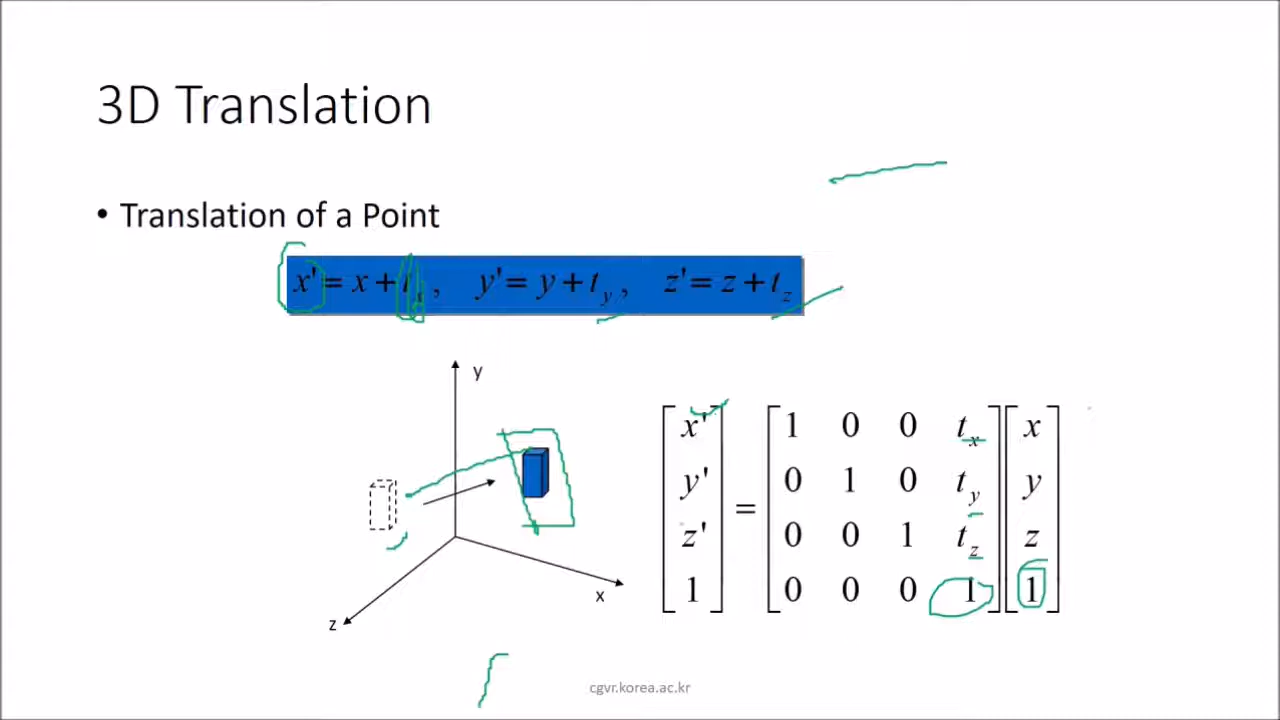 3D Translation
• Translation of a Point
x' = x + t_x , y' = y + t_y , z' = z + t_z
y
x
z
[x'] = [1 0 0 t_x] [x]
[y'] = [0 1 0 t_y] [y]
[z'] = [0 0 1 t_z] [z]
[1] = [0 0 0 1] [1]
cgvr.korea.ac.kr